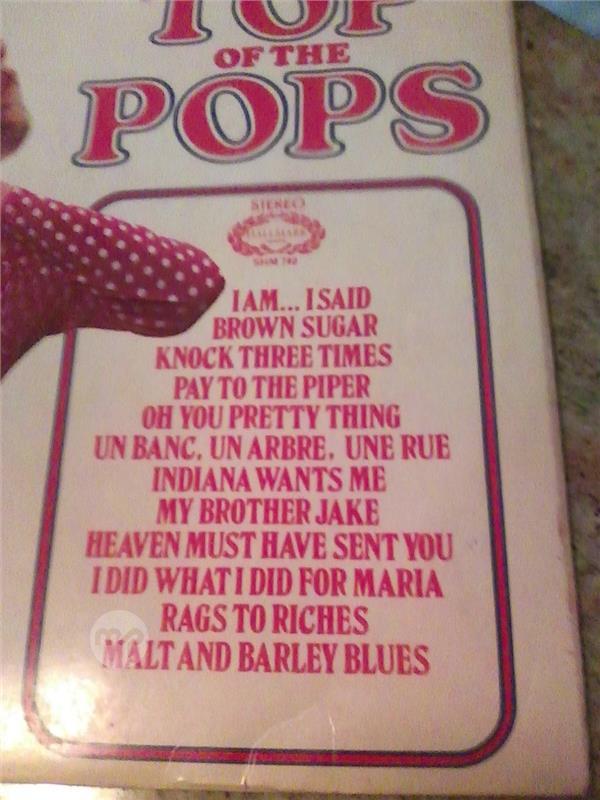 TOP
OF THE
POPS
STEREO
HALLMARK
SHM 742
I AM... I SAID
BROWN SUGAR
KNOCK THREE TIMES
PAY TO THE PIPER
OH YOU PRETTY THING
UN BANC, UN ARBRE, UNE RUE
INDIANA WANTS ME
MY BROTHER JAKE
HEAVEN MUST HAVE SENT YOU
I DID WHAT I DID FOR MARIA
RAGS TO RICHES
MALT AND BARLEY BLUES